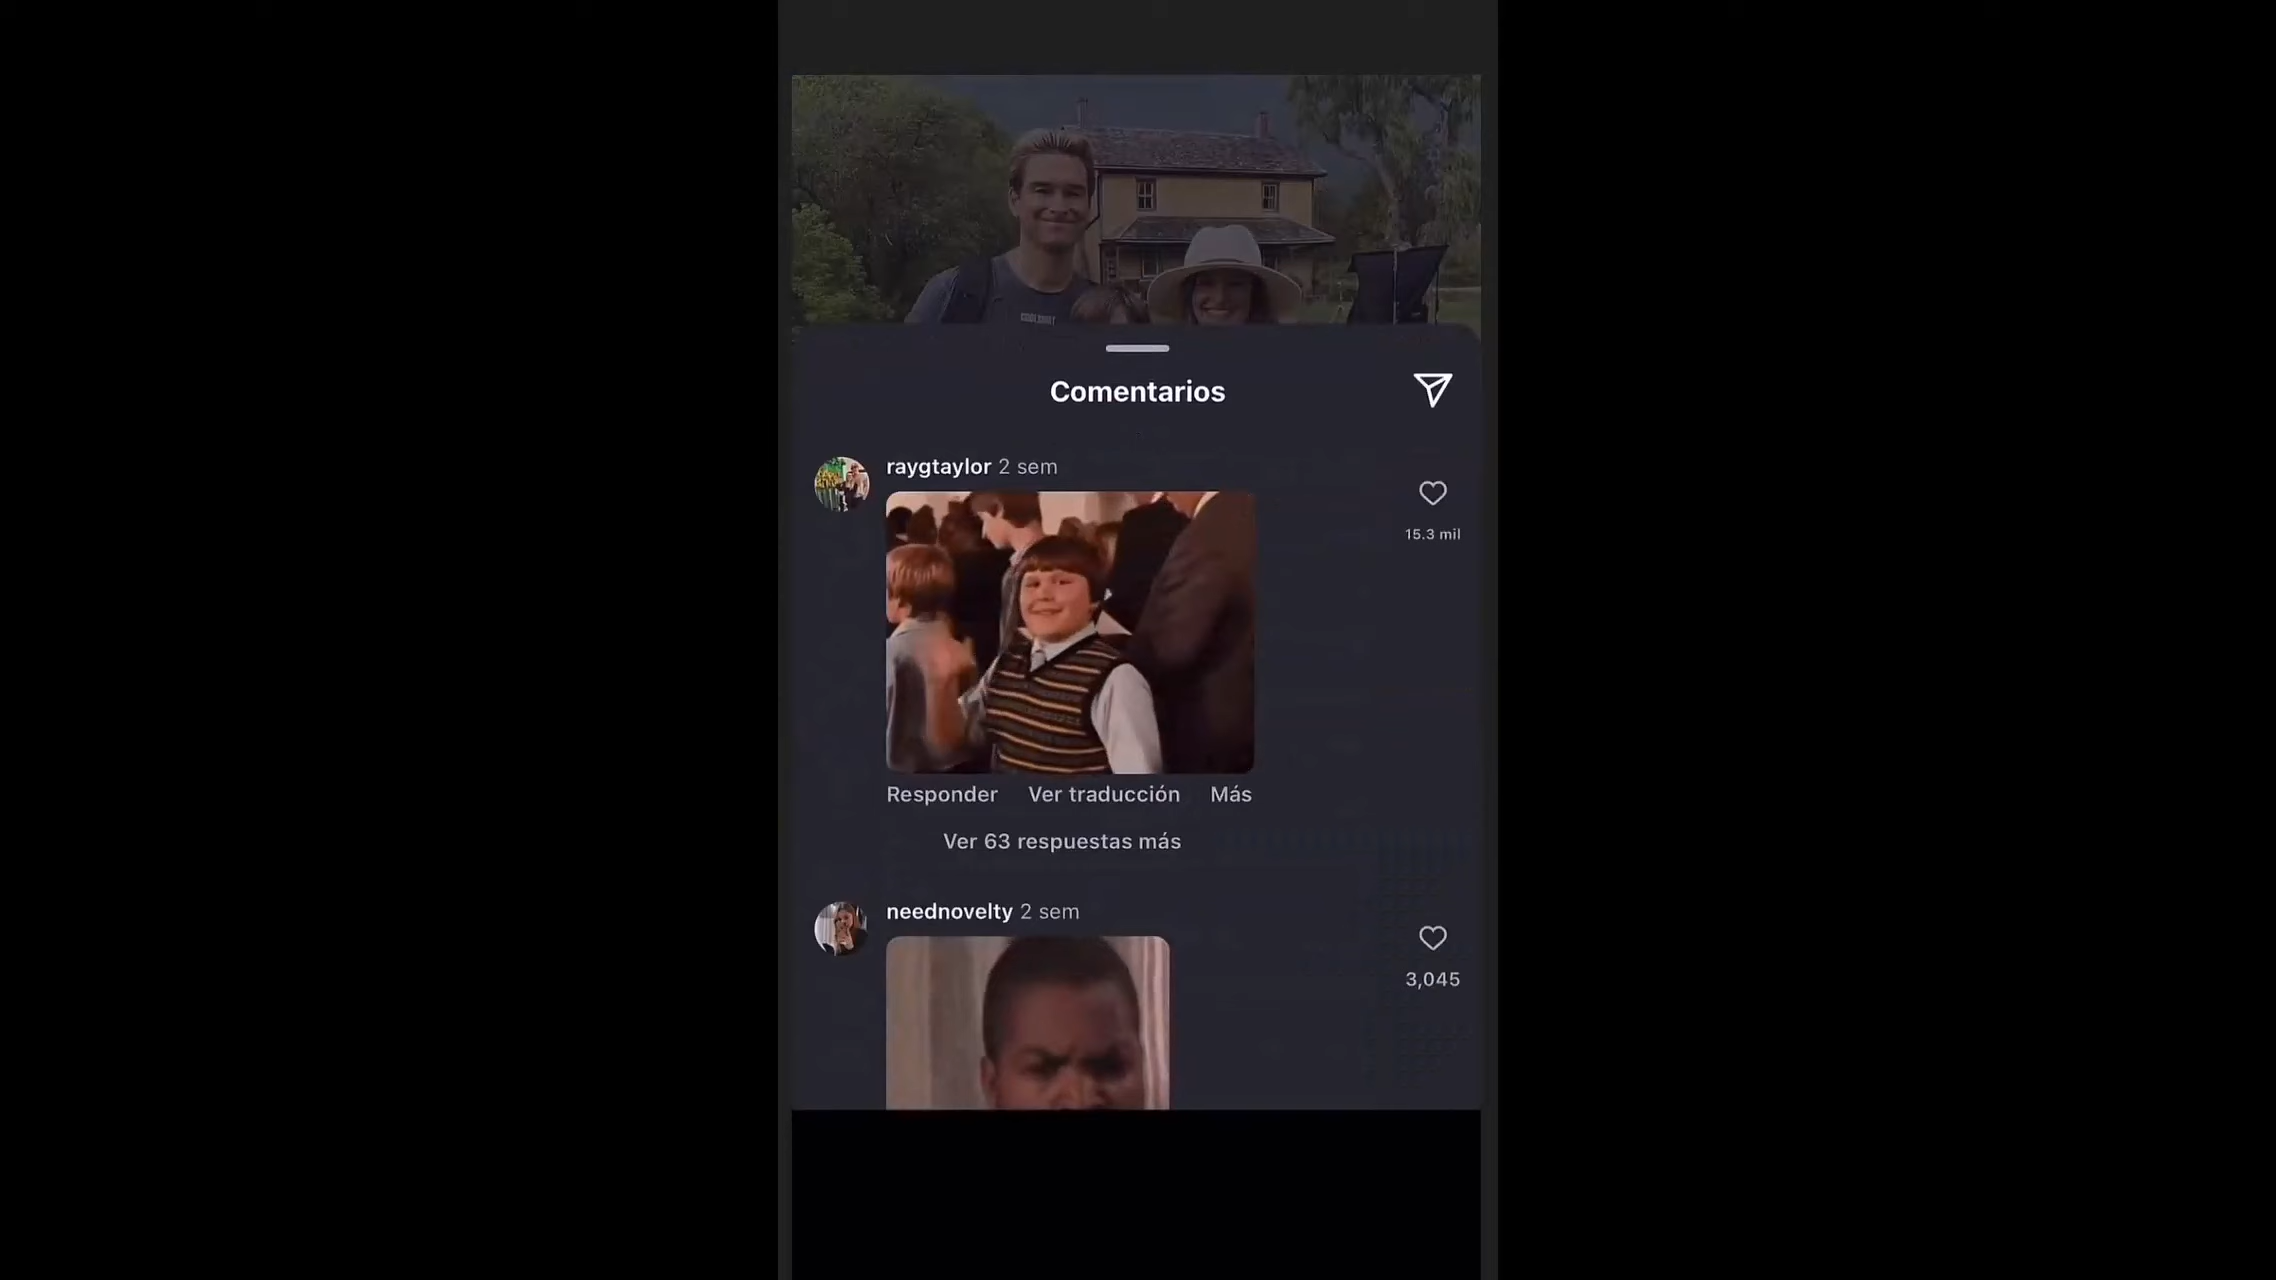 Comentarios
raygtaylor 2 sem
15.3 mil
Responder Ver traducción Más
Ver 63 respuestas más
neednovelty 2 sem
3,045